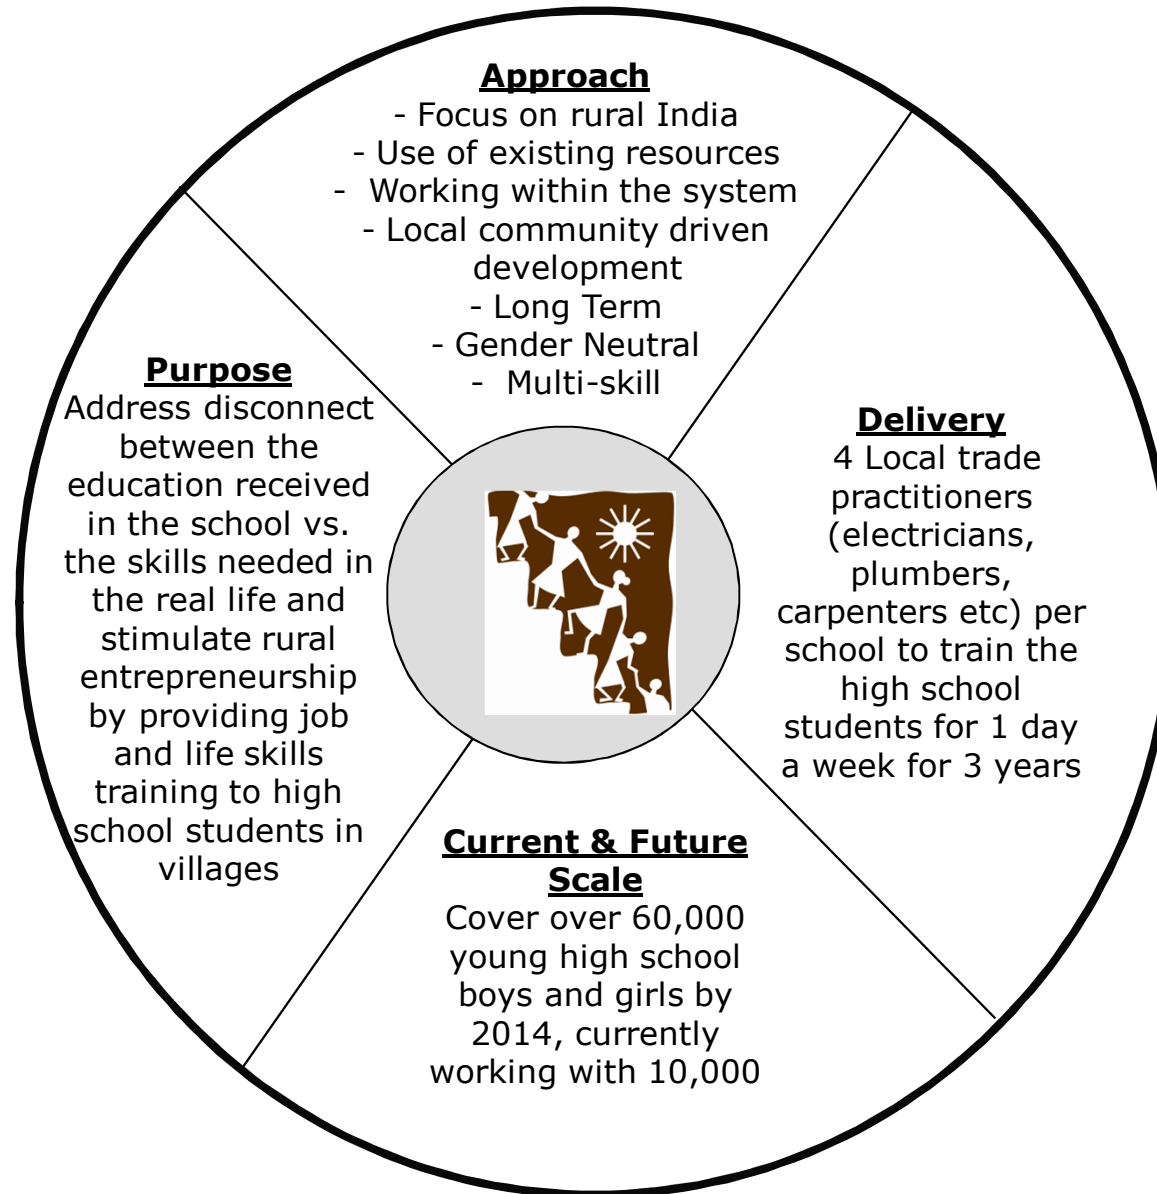 Approach
- Focus on rural India
- Use of existing resources
- Working within the system
- Local community driven
development
- Long Term
- Gender Neutral
- Multi-skill
Purpose
Address disconnect
between the
education received
in the school vs.
the skills needed in
the real life and
stimulate rural
entrepreneurship
by providing job
and life skills
training to high
school students in
villages
Delivery
4 Local trade
practitioners
(electricians,
plumbers,
carpenters etc) per
school to train the
high school
students for 1 day
a week for 3 years
Current & Future
Scale
Cover over 60,000
young high school
boys and girls by
2014, currently
working with 10,000